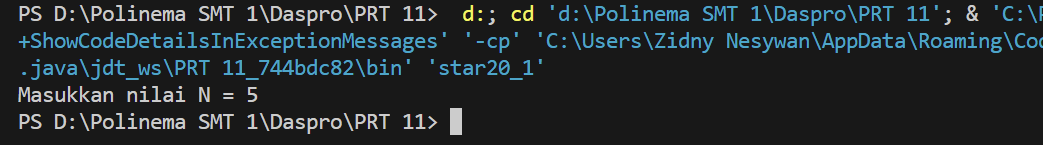 PS D:\Polinema SMT 1\Daspro\PRT 11>  d:; cd 'd:\Polinema SMT 1\Daspro\PRT 11'; & 'C:\
+ShowCodeDetailsInExceptionMessages' '-cp' 'C:\Users\Zidny Nesywan\AppData\Roaming\
.java\jdt_ws\PRT 11_744bdc82\bin' 'star20_1'
Masukkan nilai N = 5
PS D:\Polinema SMT 1\Daspro\PRT 11>